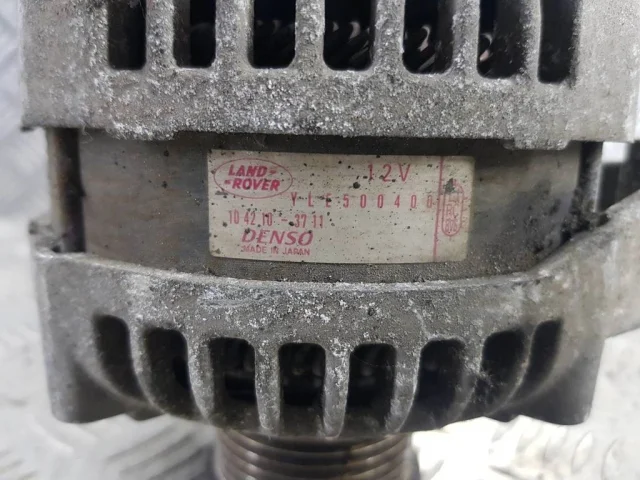 LAND ROVER
12V
YLE500400
104210-3711
DENSO
MADE IN JAPAN